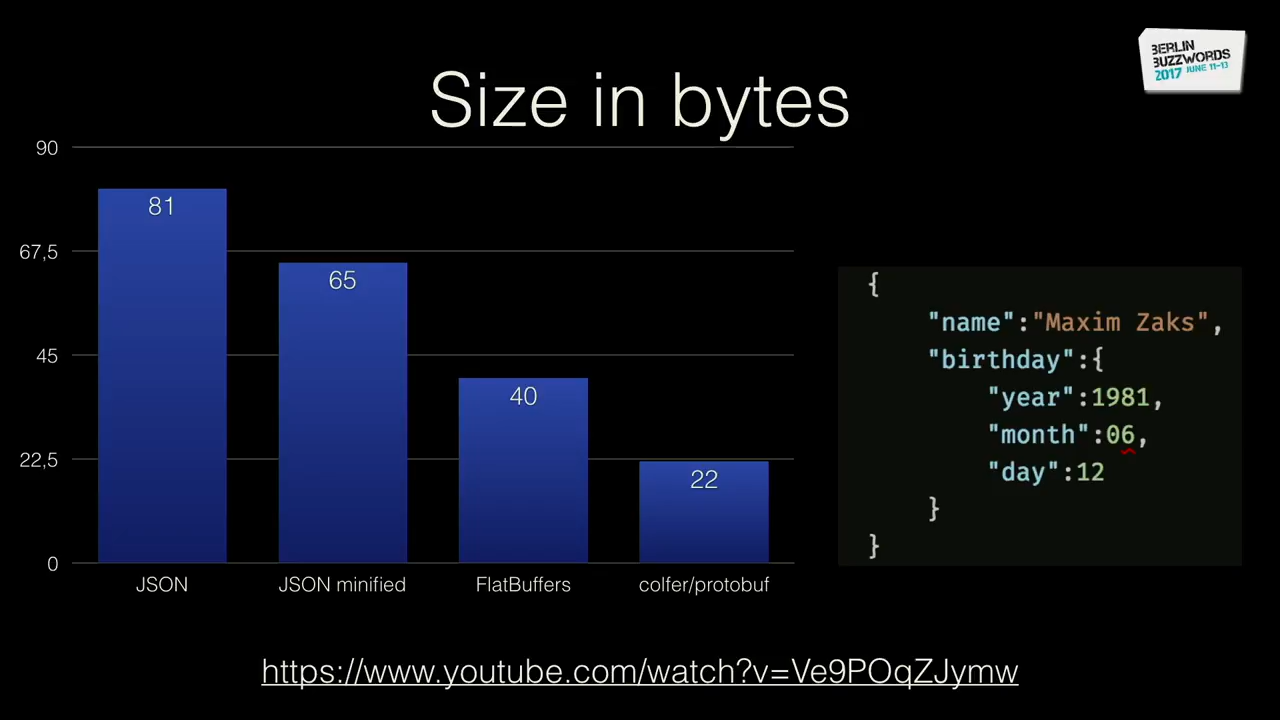 BERLIN
BUZZWORDS
2017 JUNE 11-13
Size in bytes
90
67,5
45
22,5
0
81
65
40
22
JSON
JSON minified
FlatBuffers
colfer/protobuf
{
"name":"Maxim Zaks",
"birthday":{
"year":1981,
"month":06,
"day":12
}
}
https://www.youtube.com/watch?v=Ve9POqZJymw